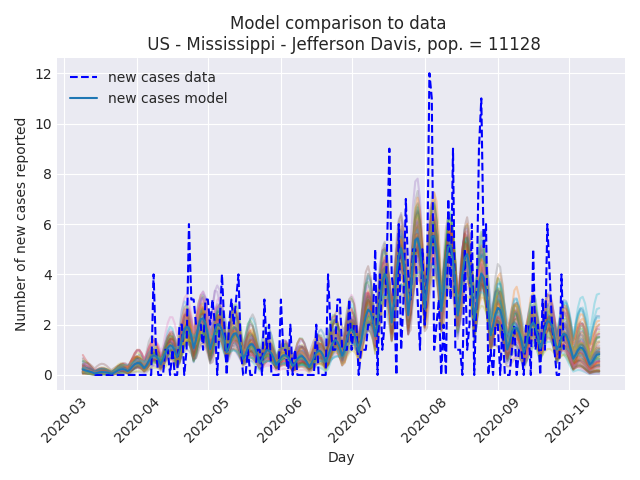 Model comparison to data
US - Mississippi - Jefferson Davis, pop. = 11128
new cases data
new cases model
Number of new cases reported
12
10
8
6
4
2
0
2020-03
2020-04
2020-05
2020-06
2020-07
2020-08
2020-09
2020-10
Day